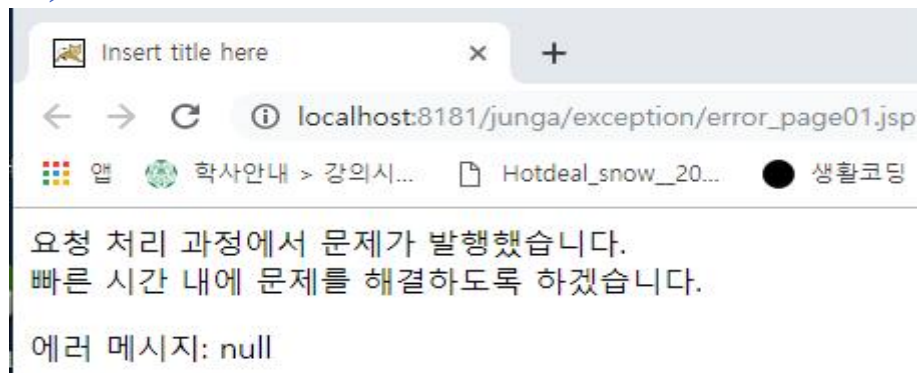 Insert title here
localhost:8181/junga/exception/error_page01.jsp
앱 학사안내 > 강의시... Hotdeal_snow__20... 생활코딩
요청 처리 과정에서 문제가 발행했습니다.
빠른 시간 내에 문제를 해결하도록 하겠습니다.
에러 메시지: null